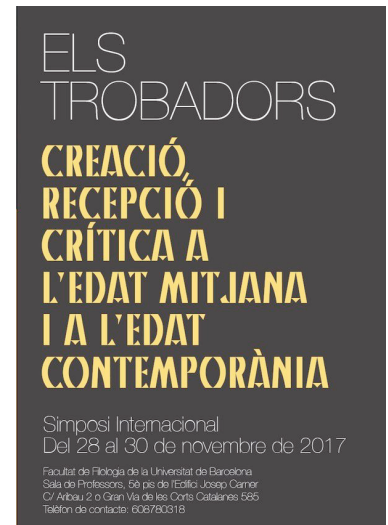 ELS
TROBADORS
CREACIÓ,
RECEPCIÓ I
CRÍTICA A
L'EDAT MITJANA
I A L'EDAT
CONTEMPORÀNIA
Simposi Internacional
Del 28 al 30 de novembre de 2017
Facultat de Filologia de la Universitat de Barcelona
Sala de Professors, 5è pis de l'Edifici Josep Carner
C/ Aribau 2 o Gran Via de les Corts Catalanes 585
Telèfon de contacte: 608780318